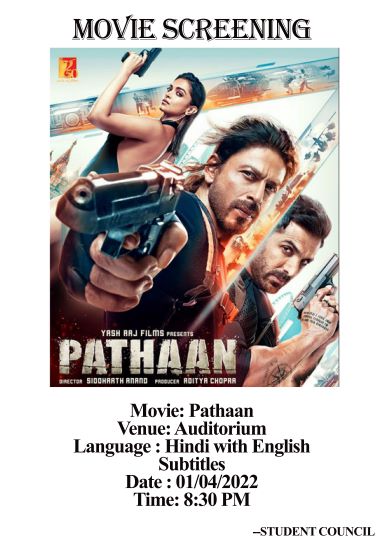 MOVIE SCREENING
50
YASH RAJ FILMS PRESENTS
PATHAAN
DIRECTOR SIDDHARTH ANAND PRODUCER ADITYA CHOPRA
Movie: Pathaan
Venue: Auditorium
Language : Hindi with English
Subtitles
Date : 01/04/2022
Time: 8:30 PM
--STUDENT COUNCIL